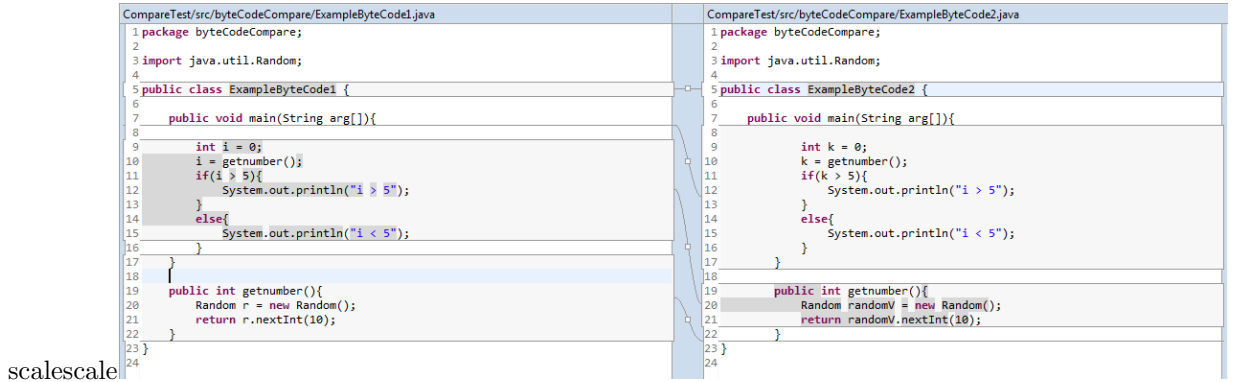 CompareTest/src/byteCodeCompare/ExampleByteCode1.java
1 package byteCodeCompare;
2
3 import java.util.Random;
4
5 public class ExampleByteCode1 {
6
7     public void main(String arg[]){
8
9         int i = 0;
10         i = getnumber();
11         if(i > 5){
12             System.out.println("i > 5");
13         }
14         else{
15             System.out.println("i < 5");
16         }
17     }
18
19     public int getnumber(){
20         Random r = new Random();
21         return r.nextInt(10);
22     }
23 }
24
CompareTest/src/byteCodeCompare/ExampleByteCode2.java
1 package byteCodeCompare;
2
3 import java.util.Random;
4
5 public class ExampleByteCode2 {
6
7     public void main(String arg[]){
8
9             int k = 0;
10             k = getnumber();
11             if(k > 5){
12                 System.out.println("i > 5");
13             }
14             else{
15                 System.out.println("i < 5");
16             }
17         }
18
19         public int getnumber(){
20             Random randomV = new Random();
21             return randomV.nextInt(10);
22         }
23 }
24
scalescale